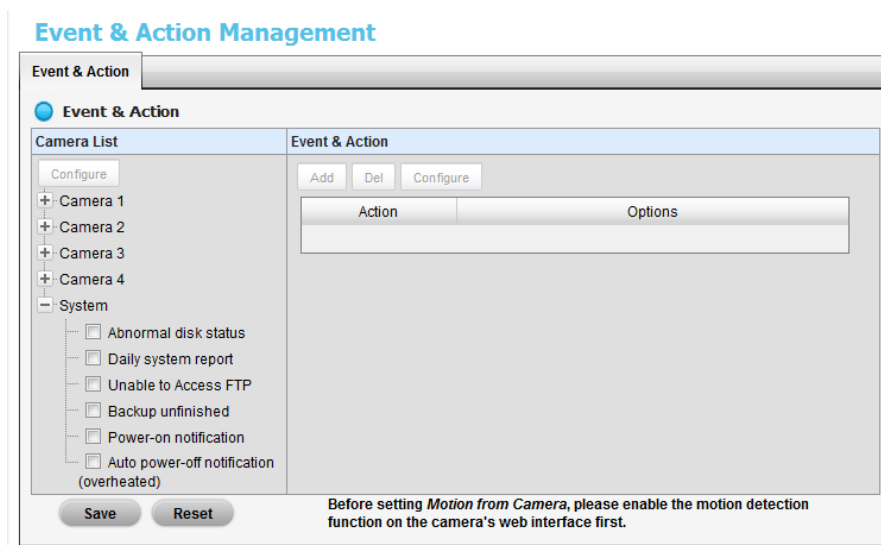 Event & Action Management
Event & Action
Event & Action
Camera List
Event & Action
Configure
Add Del Configure
Camera 1
Action Options
Camera 2
Camera 3
Camera 4
System
Abnormal disk status
Daily system report
Unable to Access FTP
Backup unfinished
Power-on notification
Auto power-off notification
(overheated)
Save Reset
Before setting Motion from Camera, please enable the motion detection
function on the camera's web interface first.